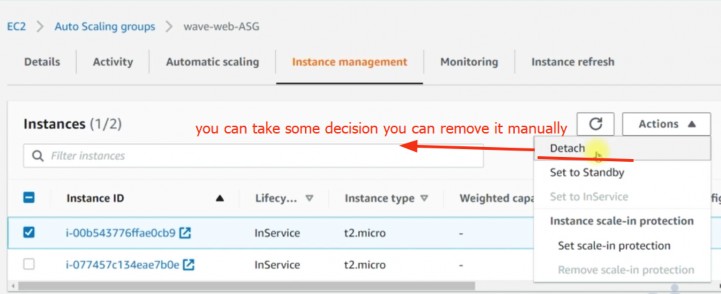 EC2 > Auto Scaling groups > wave-web-ASG
Details Activity Automatic scaling Instance management Monitoring Instance refresh
Instances (1/2) you can take some decision you can remove it manually Actions ▲
Filter instances
Detach
Set to Standby
Set to InService
Instance scale-in protection
Set scale-in protection
Remove scale-in protection
Instance ID ▲ Lifecy... ▽ Instance type ▽ Weighted capa
i-00b543776ffae0cb9 InService t2.micro -
i-077457c134eae7b0e InService t2.micro -